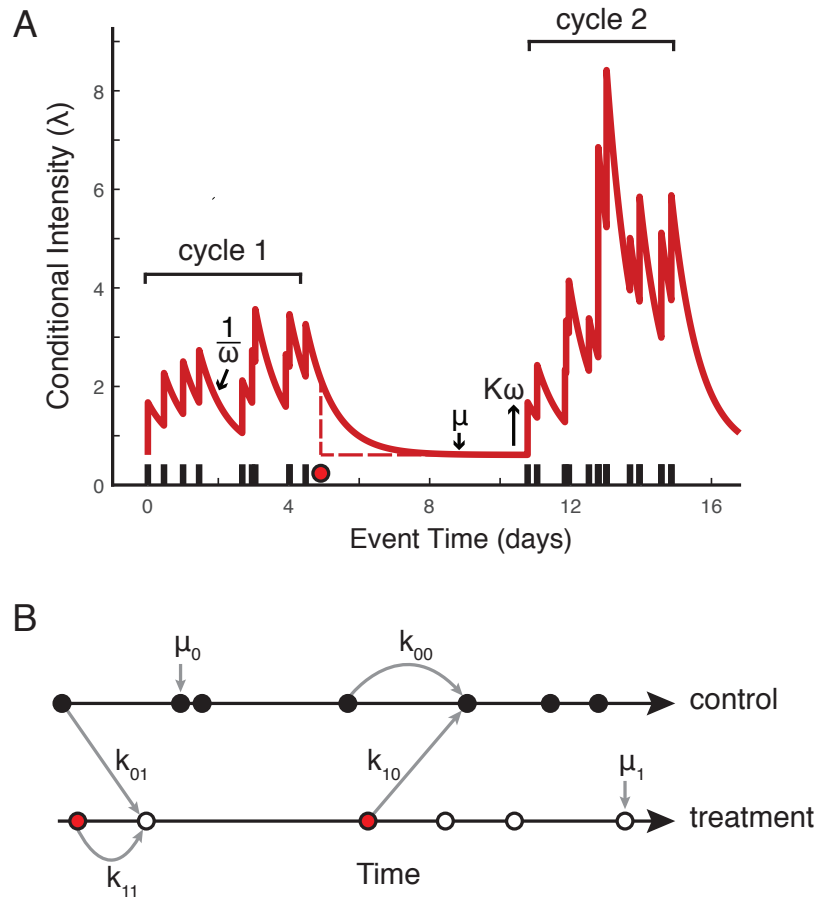 A
cycle 1
cycle 2
Conditional Intensity (λ)
8
6
4
2
0
1/ω
μ
Kω
0 4 8 12 16
Event Time (days)
B
μ₀
k₀₀
control
k₀₁
k₁₀
μ₁
treatment
k₁₁
Time